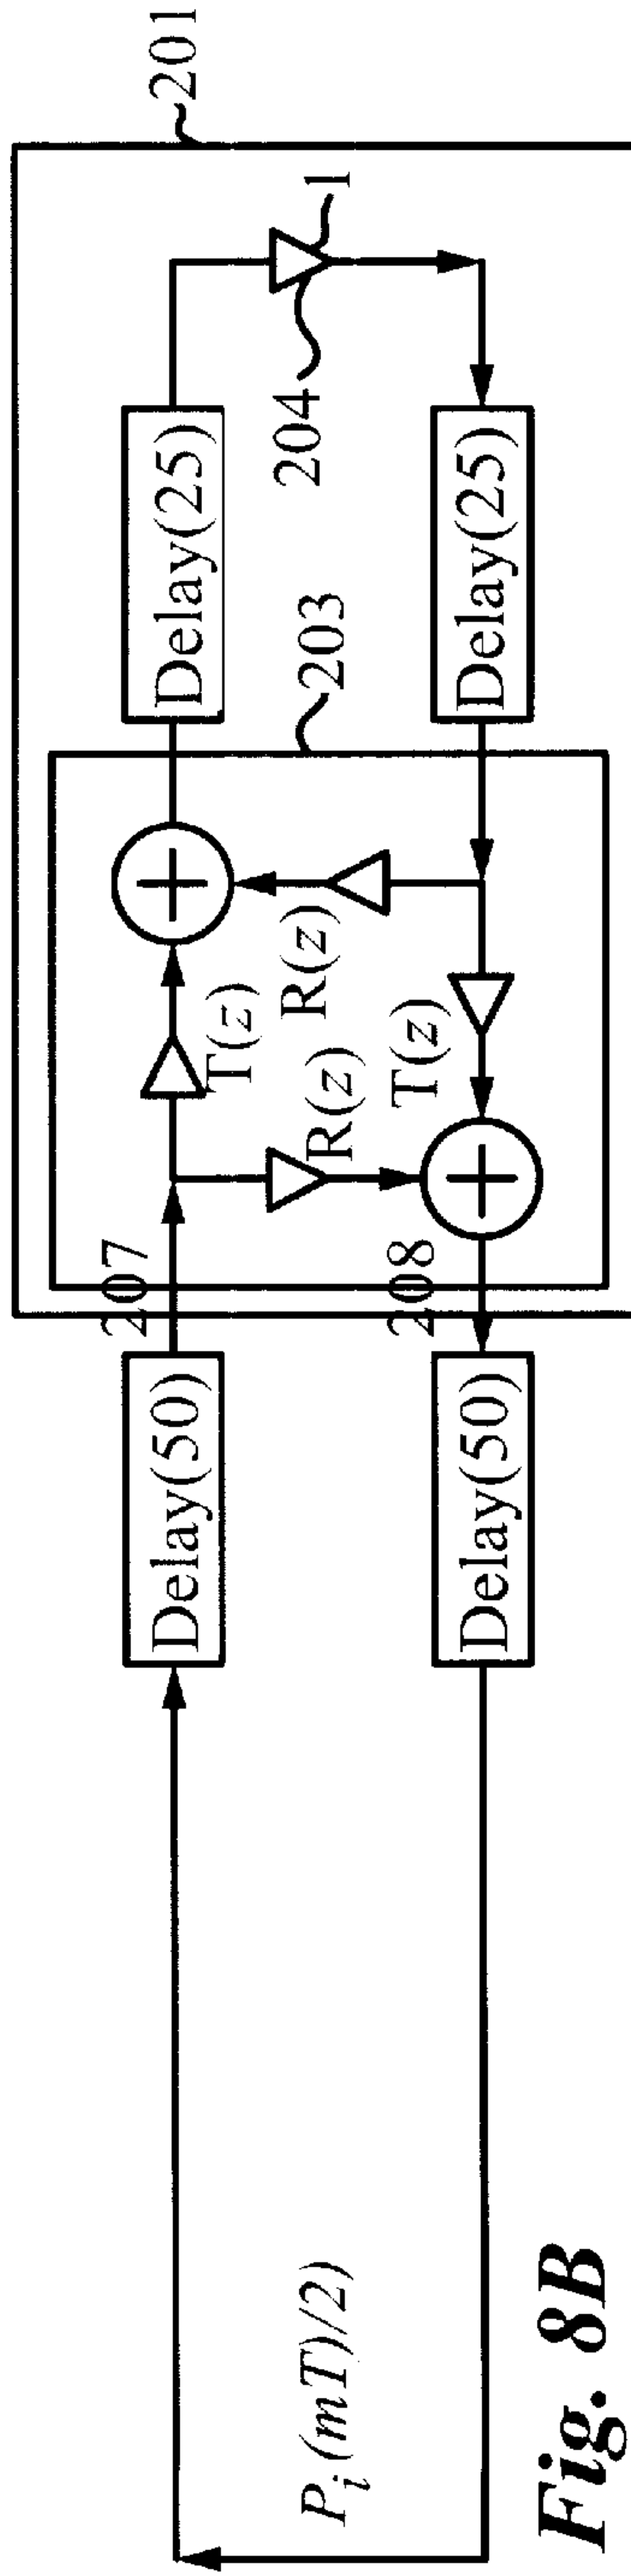 201
1
204
Delay(25)
Delay(25)
203
R(z)
T(z)
R(z)
T(z)
207
208
Delay(50)
Delay(50)
P_i (mT)/2)
Fig. 8B